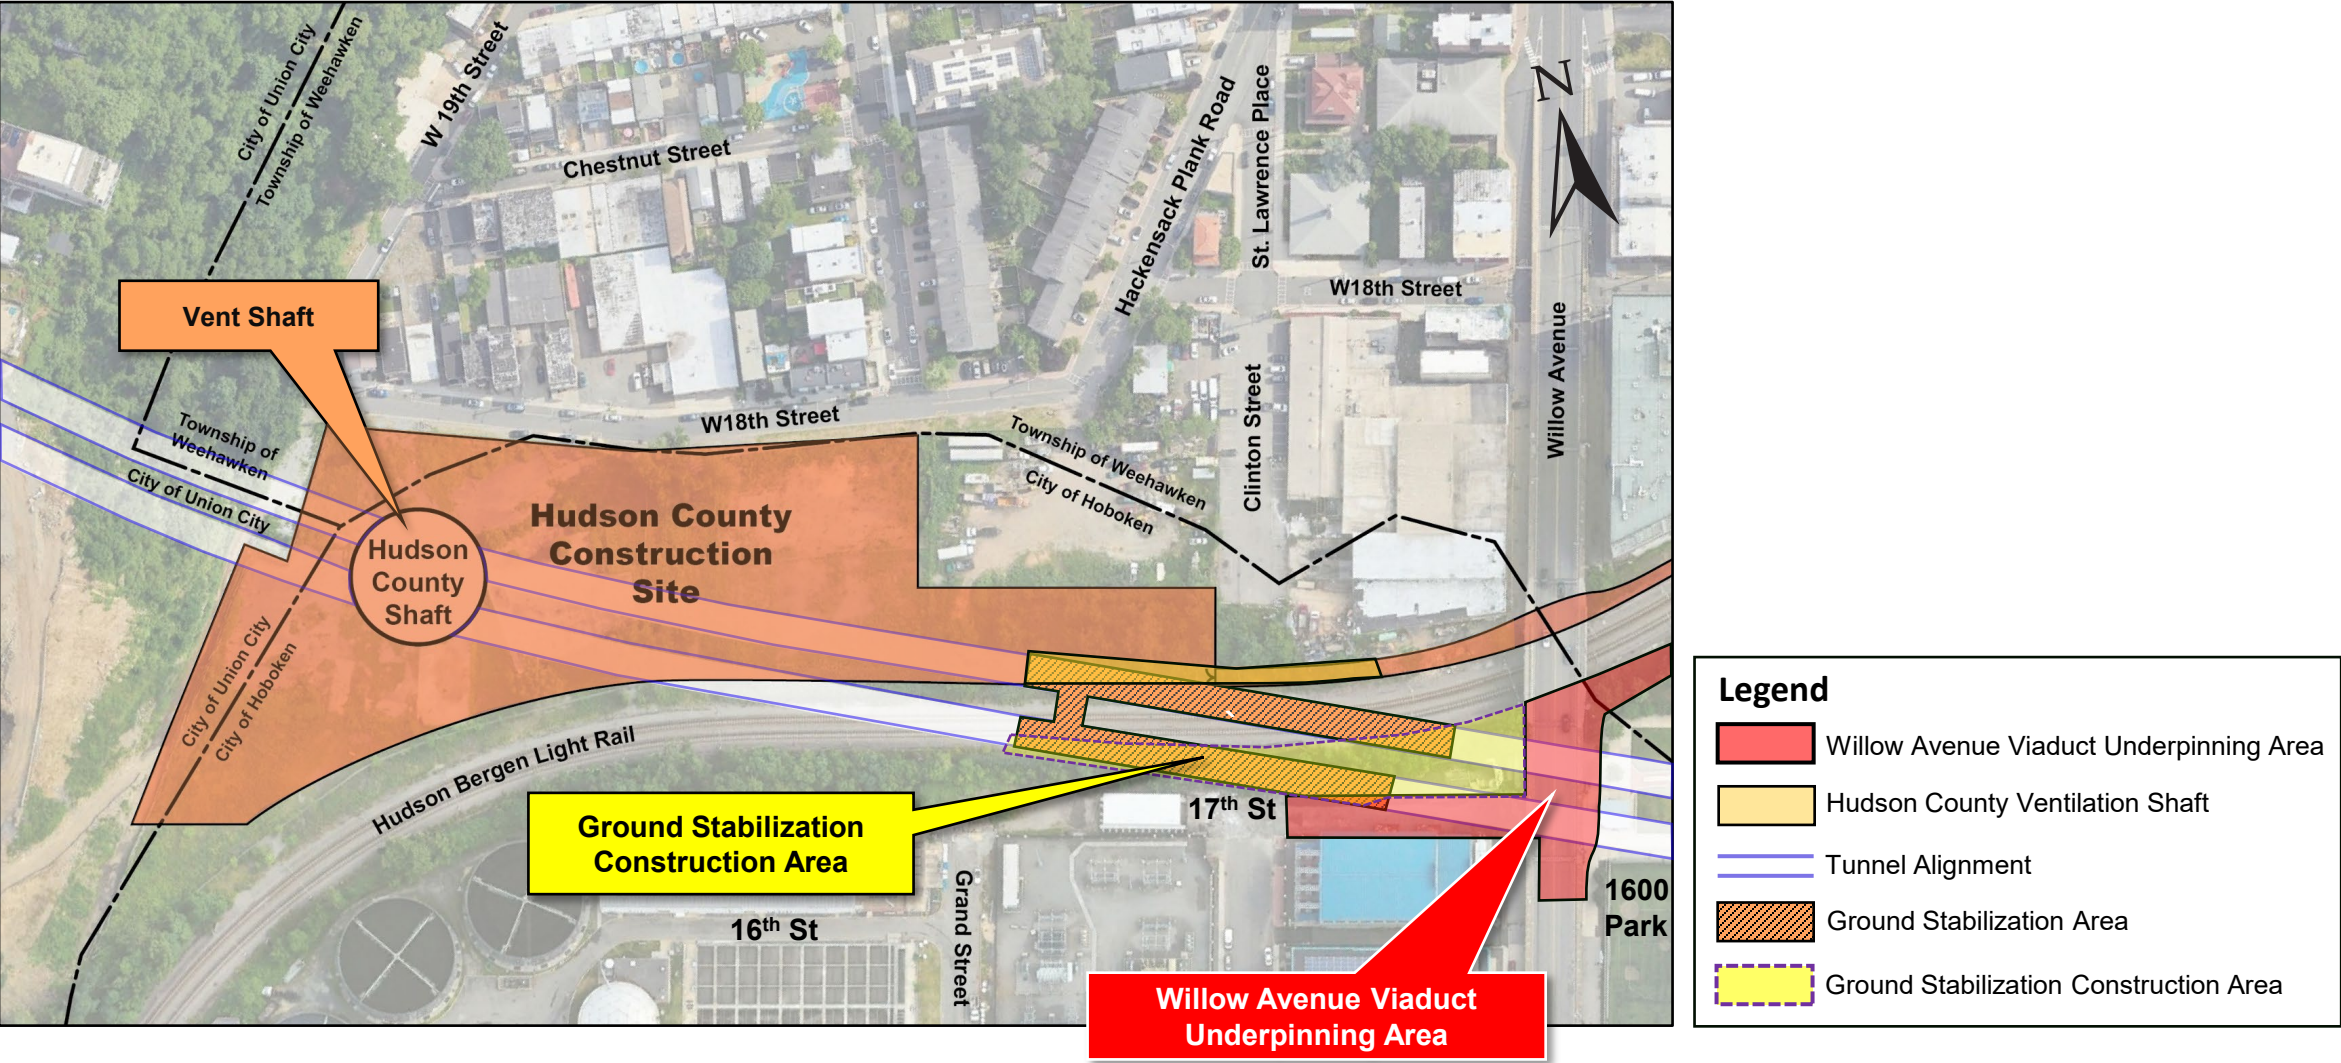 City of Union City
Township of Weehawken
W 19th Street
Chestnut Street
Hackensack Plank Road
St. Lawrence Place
N
W18th Street
Willow Avenue
Vent Shaft
W18th Street
Clinton Street
Township of
Weehawken
City of Union City
Township of Weehawken
City of Hoboken
Hudson County
Construction
Site
Hudson
County
Shaft
City of Union City
City of Hoboken
Hudson Bergen Light Rail
17th St
Ground Stabilization
Construction Area
16th St
Grand Street
1600
Park
Willow Avenue Viaduct
Underpinning Area
Legend
Willow Avenue Viaduct Underpinning Area
Hudson County Ventilation Shaft
Tunnel Alignment
Ground Stabilization Area
Ground Stabilization Construction Area